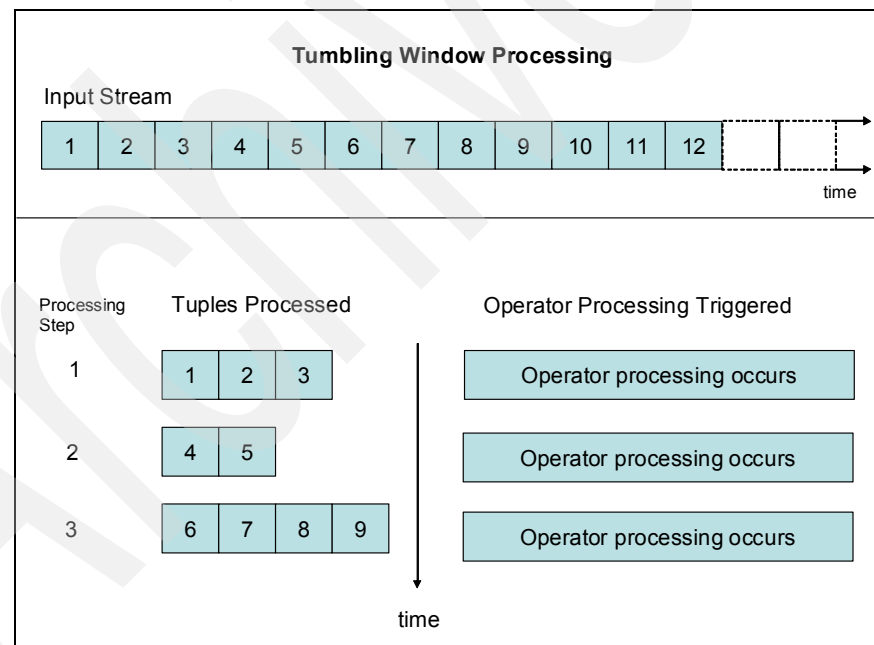 Tumbling Window Processing
Input Stream
1 2 3 4 5 6 7 8 9 10 11 12
time
Processing Step
Tuples Processed
Operator Processing Triggered
1
1 2 3
Operator processing occurs
2
4 5
Operator processing occurs
3
6 7 8 9
Operator processing occurs
time